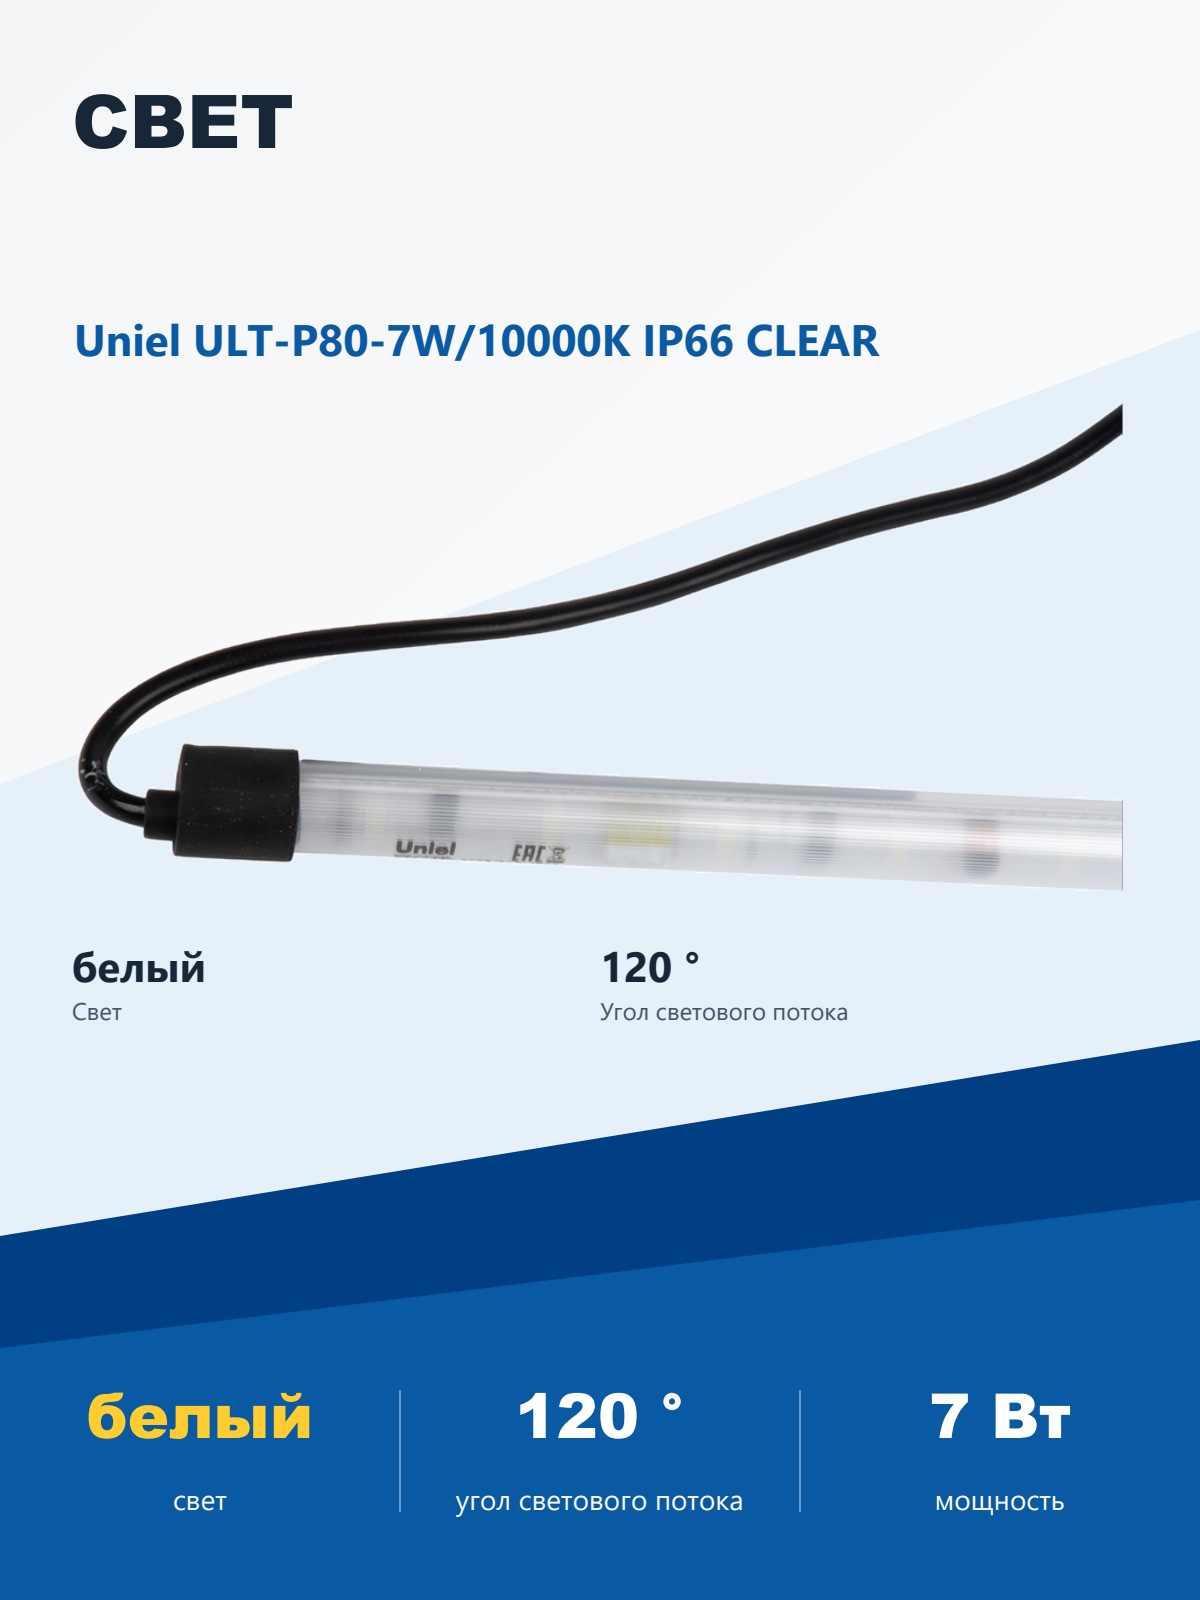 СВЕТ
Uniel ULT-P80-7W/10000K IP66 CLEAR
Uniel
EAC
белый
120 °
Свет
Угол светового потока
белый
120 °
7 Вт
свет
угол светового потока
мощность